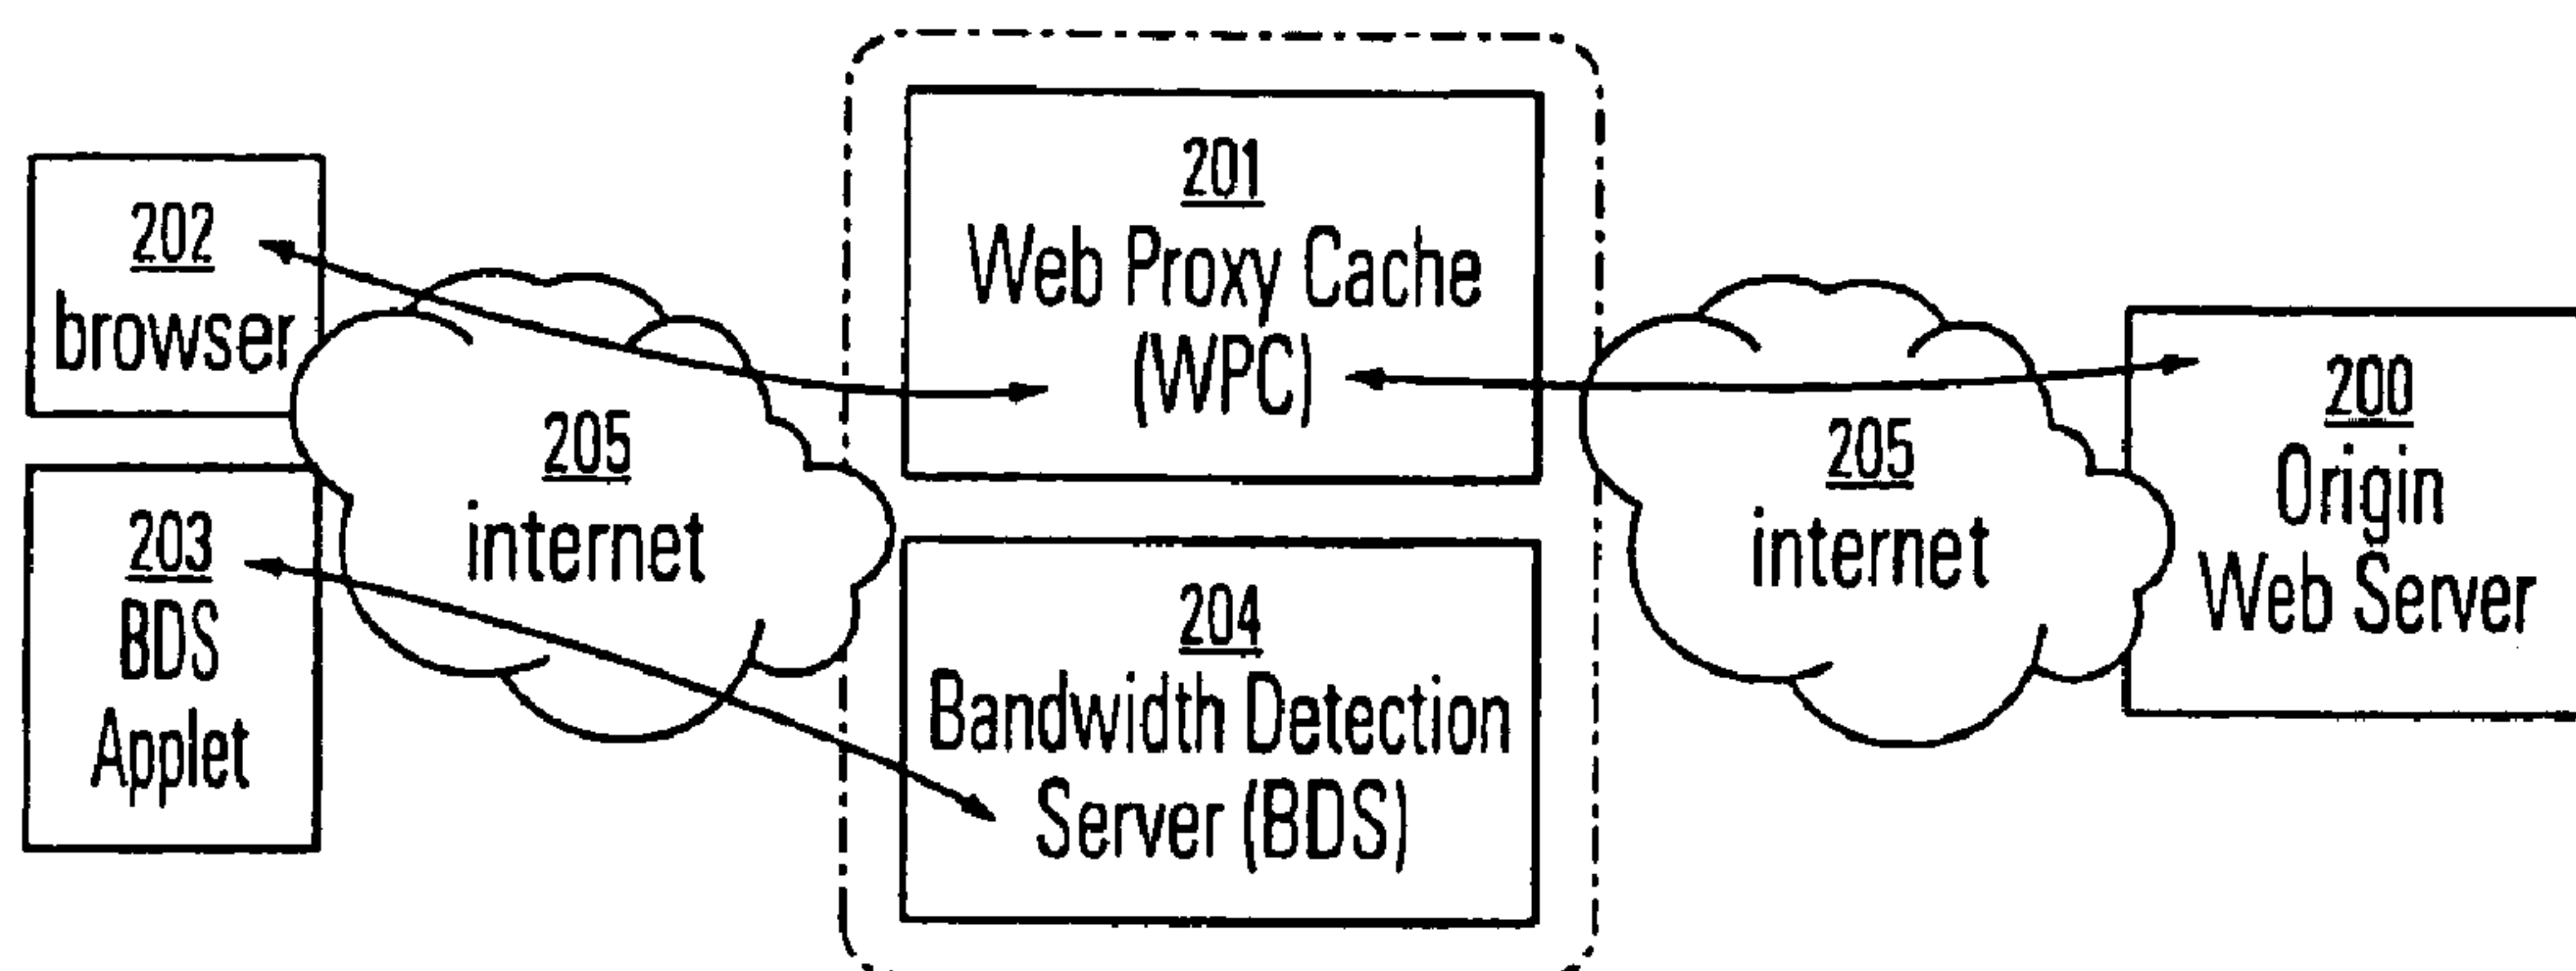 202
browser
203
BDS
Applet
205
internet
201
Web Proxy Cache
(WPC)
204
Bandwidth Detection
Server (BDS)
205
internet
200
Origin
Web Server